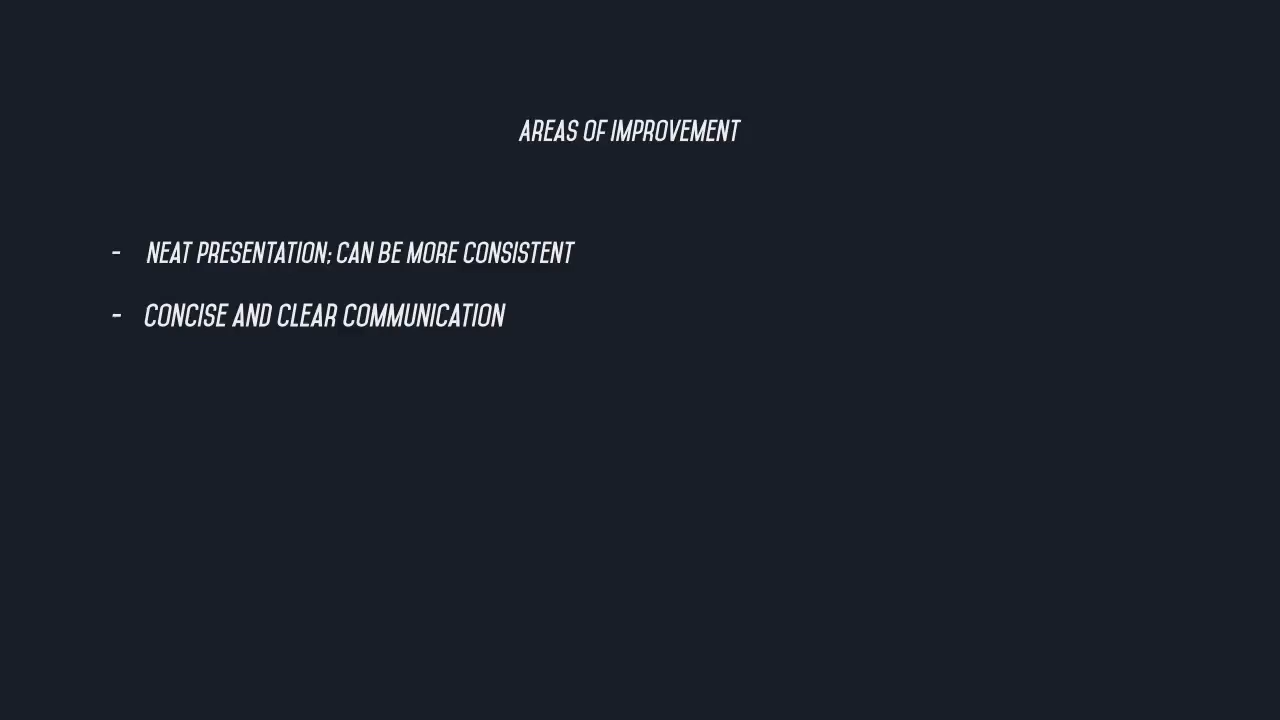 AREAS OF IMPROVEMENT
- NEAT PRESENTATION; CAN BE MORE CONSISTENT
- CONCISE AND CLEAR COMMUNICATION